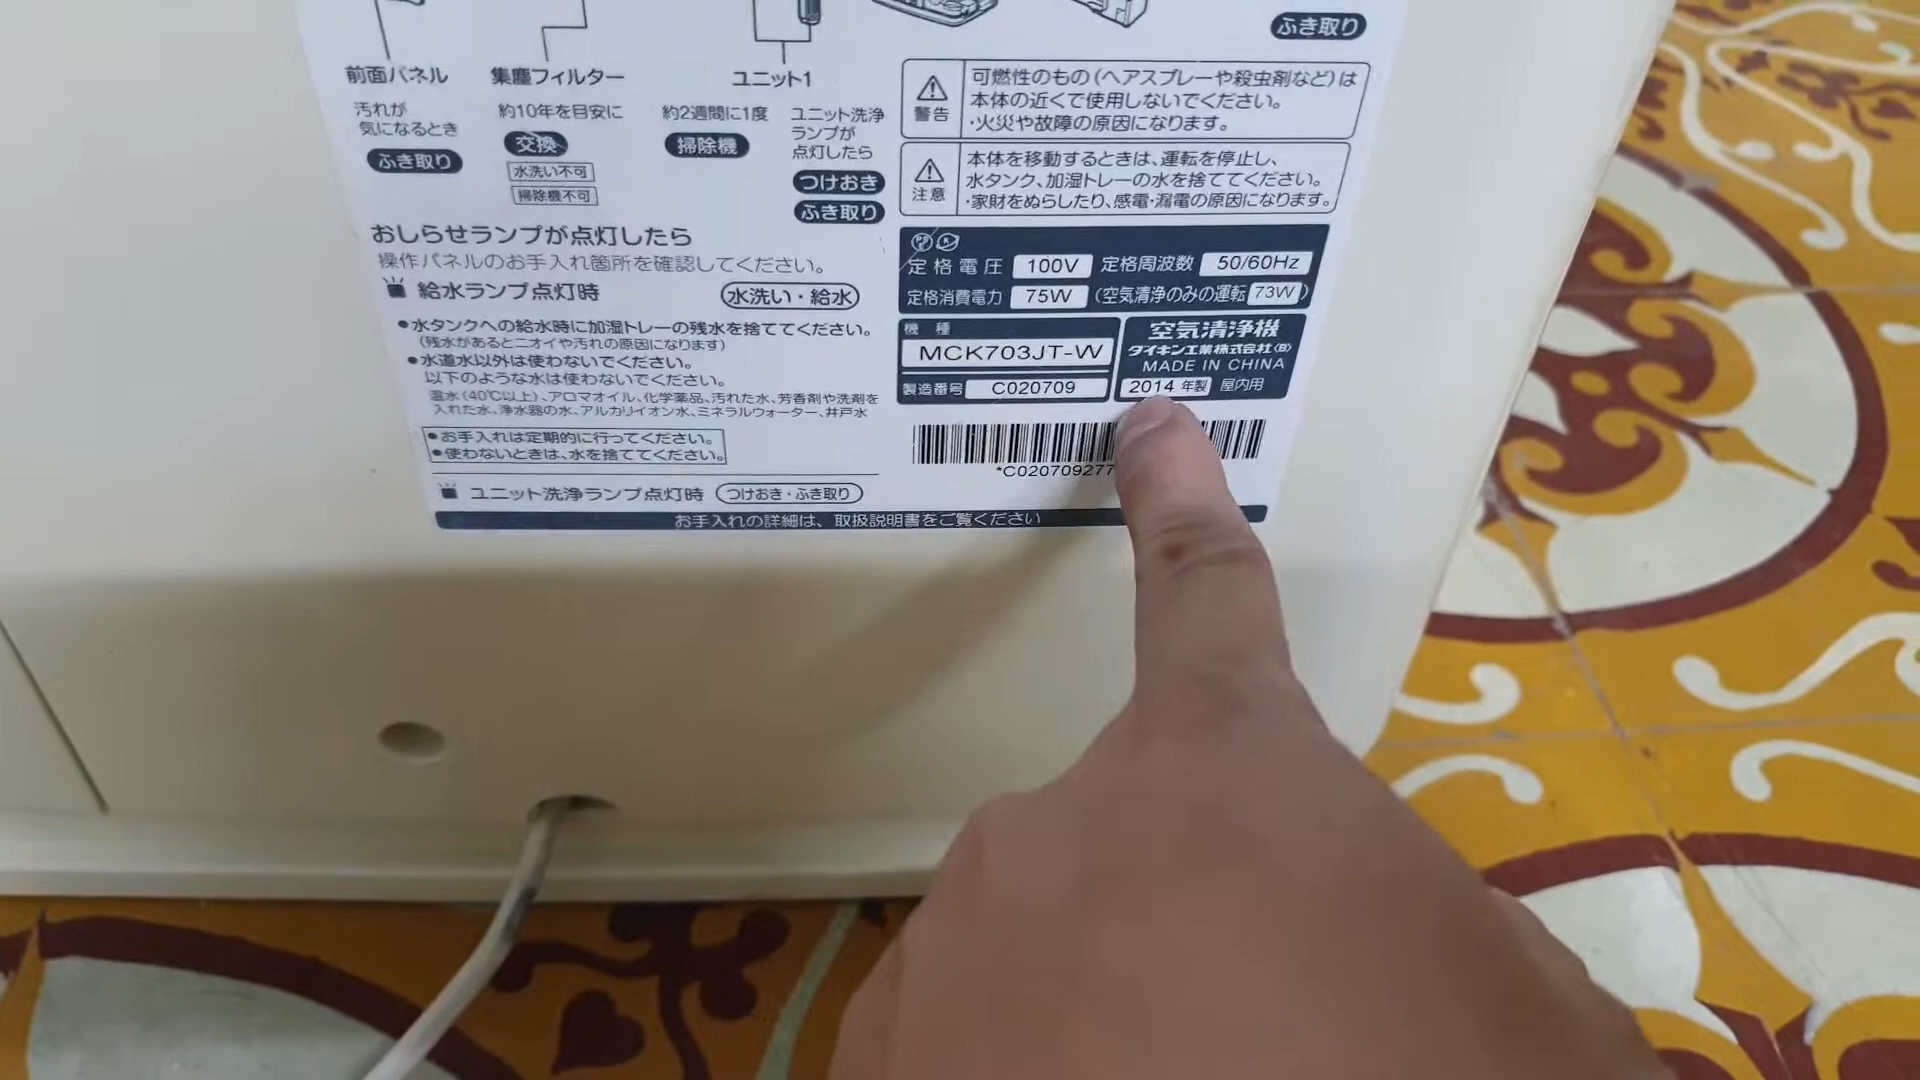 前面パネル
汚れが
気になるとき
ふき取り
集塵フィルター
約10年を目安に
交換
水洗い不可
掃除機不可
ユニット1
約2週間に1度
掃除機
ユニット洗浄
ランプが
点灯したら
つけおき
ふき取り
ふき取り
警告
可燃性のもの(ヘアスプレーや殺虫剤など)は
本体の近くで使用しないでください。
・火災や故障の原因になります。
注意
本体を移動するときは、運転を停止し、
水タンク、加湿トレーの水を捨ててください。
・家財をぬらしたり、感電・漏電の原因になります。
おしらせランプが点灯したら
操作パネルのお手入れ箇所を確認してください。
給水ランプ点灯時 水洗い・給水
●水タンクへの給水時に加湿トレーの残水を捨ててください。
(残水があるとニオイや汚れの原因になります)
●水道水以外は使わないでください。
以下のような水は使わないでください。
温水(40℃以上)、アロマオイル、化学薬品、汚れた水、芳香剤や洗剤を
入れた水、浄水器の水、アルカリイオン水、ミネラルウォーター、井戸水
●お手入れは定期的に行ってください。
●使わないときは、水を捨ててください。
ユニット洗浄ランプ点灯時 つけおき・ふき取り
お手入れの詳細は、取扱説明書をご覧ください
定格電圧 100V 定格周波数 50/60Hz
定格消費電力 75W (空気清浄のみの運転 73W)
機種
MCK703JT-W
製造番号 C020709
空気清浄機
ダイキン工業株式会社〈B〉
MADE IN CHINA
2014 年製 屋内用
*C020709277